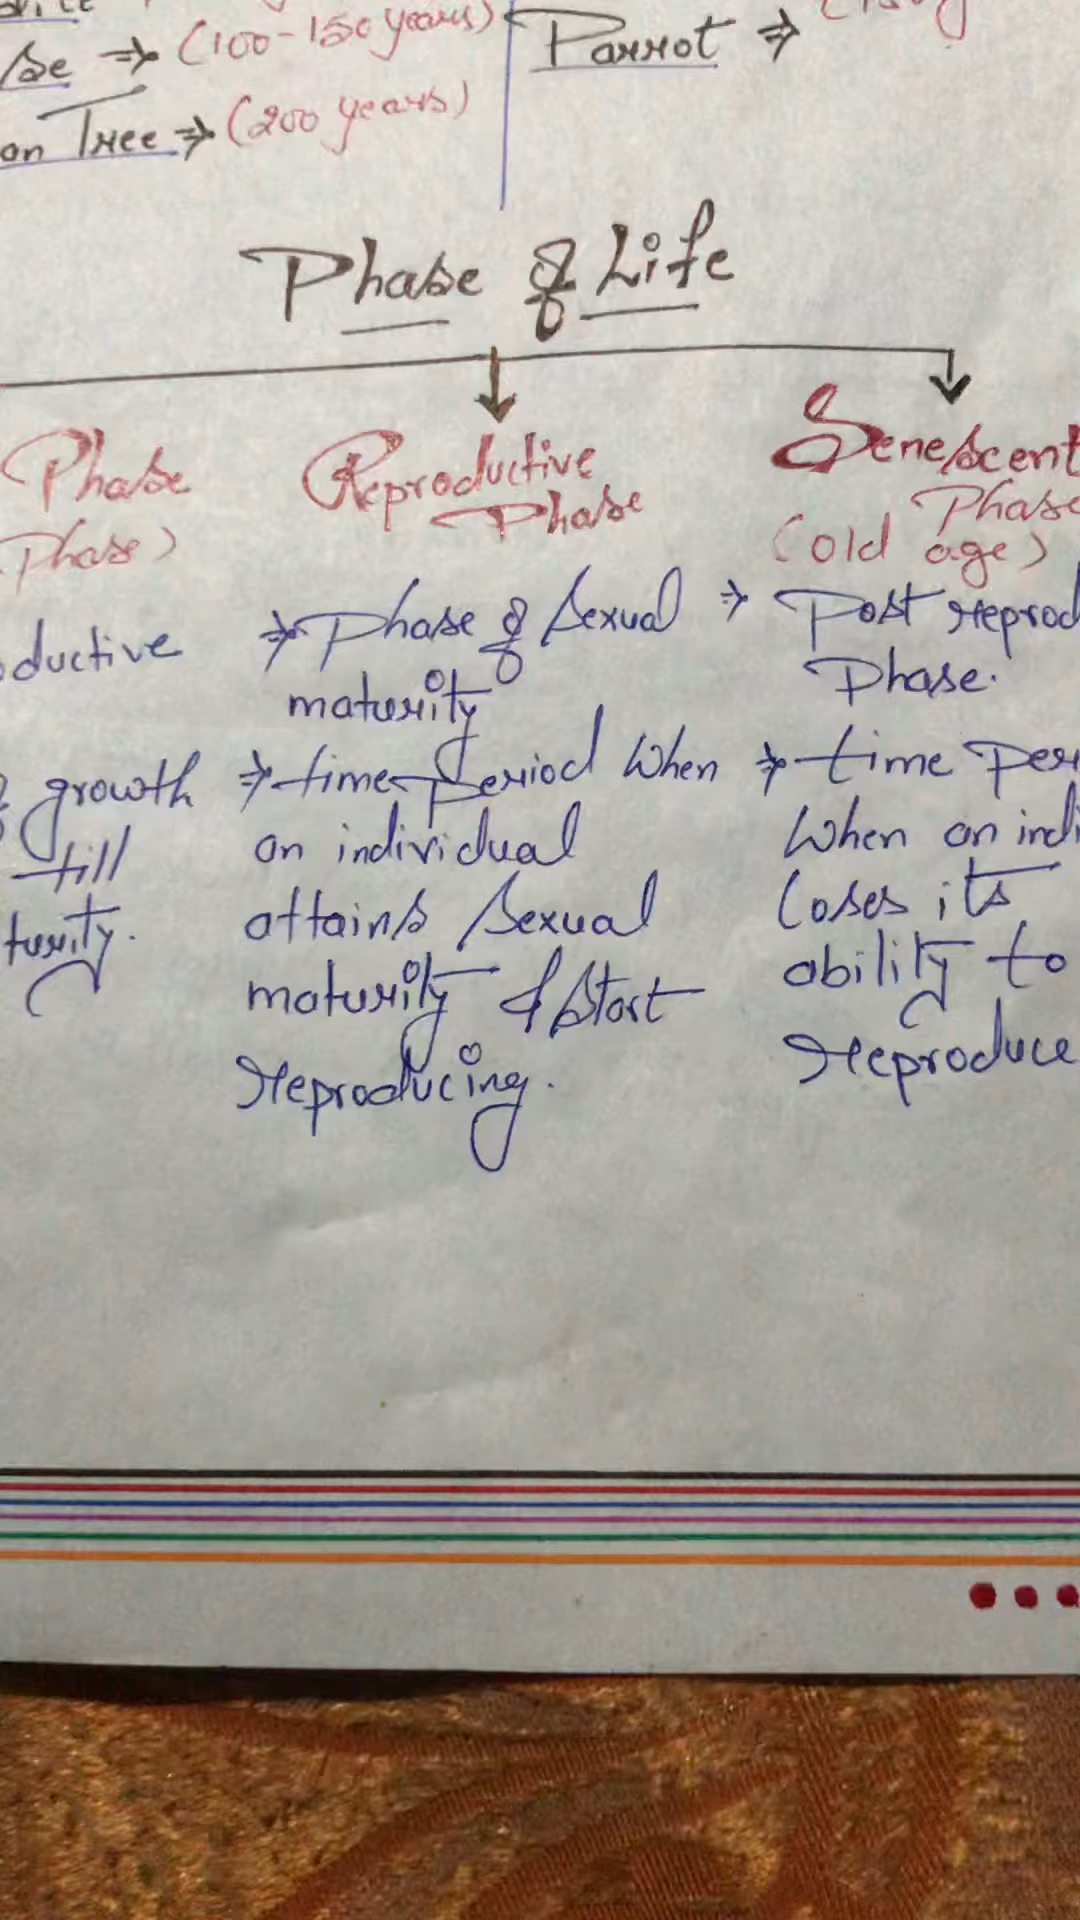 se ⇒ (100-150 years)
Parrot ⇒
on Tree ⇒ (200 years)
Phase of Life
Phase
Phase)
Reproductive
Phase
Senescent
Phase
(old age)
oductive
⇒ Phase of Sexual
maturity
⇒ Post reprod
Phase.
growth
till
turity.
⇒ time period when
an individual
attains sexual
maturity & start
reproducing.
⇒ time per
when an indi
loses its
ability to
reproduce